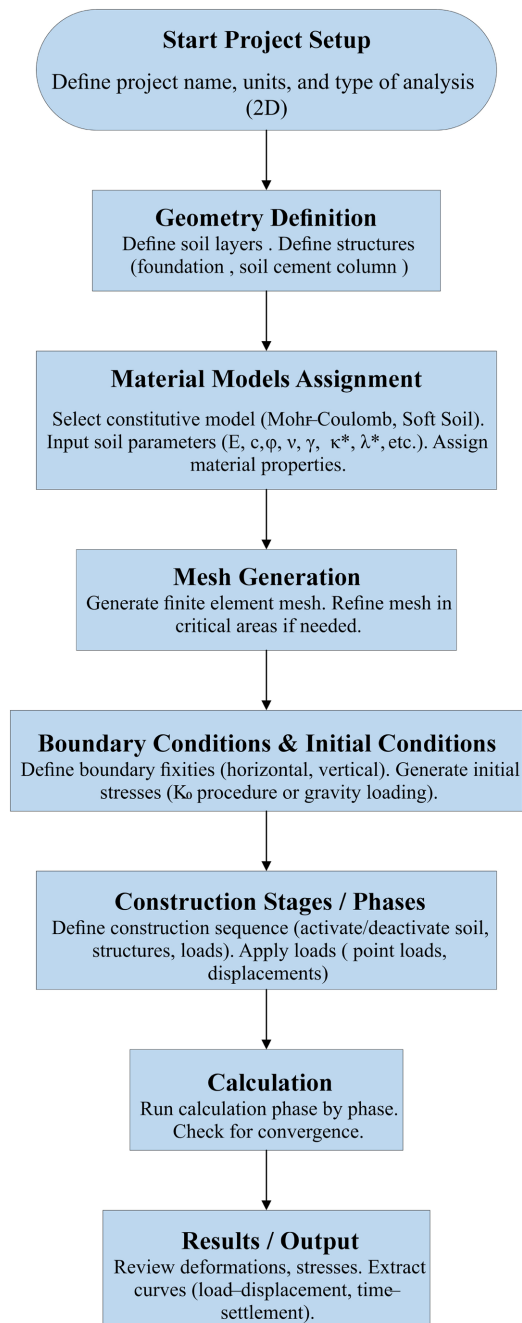 Start Project Setup
Define project name, units, and type of analysis
(2D)
Geometry Definition
Define soil layers . Define structures
(foundation , soil cement column )
Material Models Assignment
Select constitutive model (Mohr–Coulomb, Soft Soil).
Input soil parameters (E, c,φ, ν, γ, κ*, λ*, etc.). Assign
material properties.
Mesh Generation
Generate finite element mesh. Refine mesh in
critical areas if needed.
Boundary Conditions & Initial Conditions
Define boundary fixities (horizontal, vertical). Generate initial
stresses (K₀ procedure or gravity loading).
Construction Stages / Phases
Define construction sequence (activate/deactivate soil,
structures, loads). Apply loads ( point loads,
displacements)
Calculation
Run calculation phase by phase.
Check for convergence.
Results / Output
Review deformations, stresses. Extract
curves (load–displacement, time–
settlement).